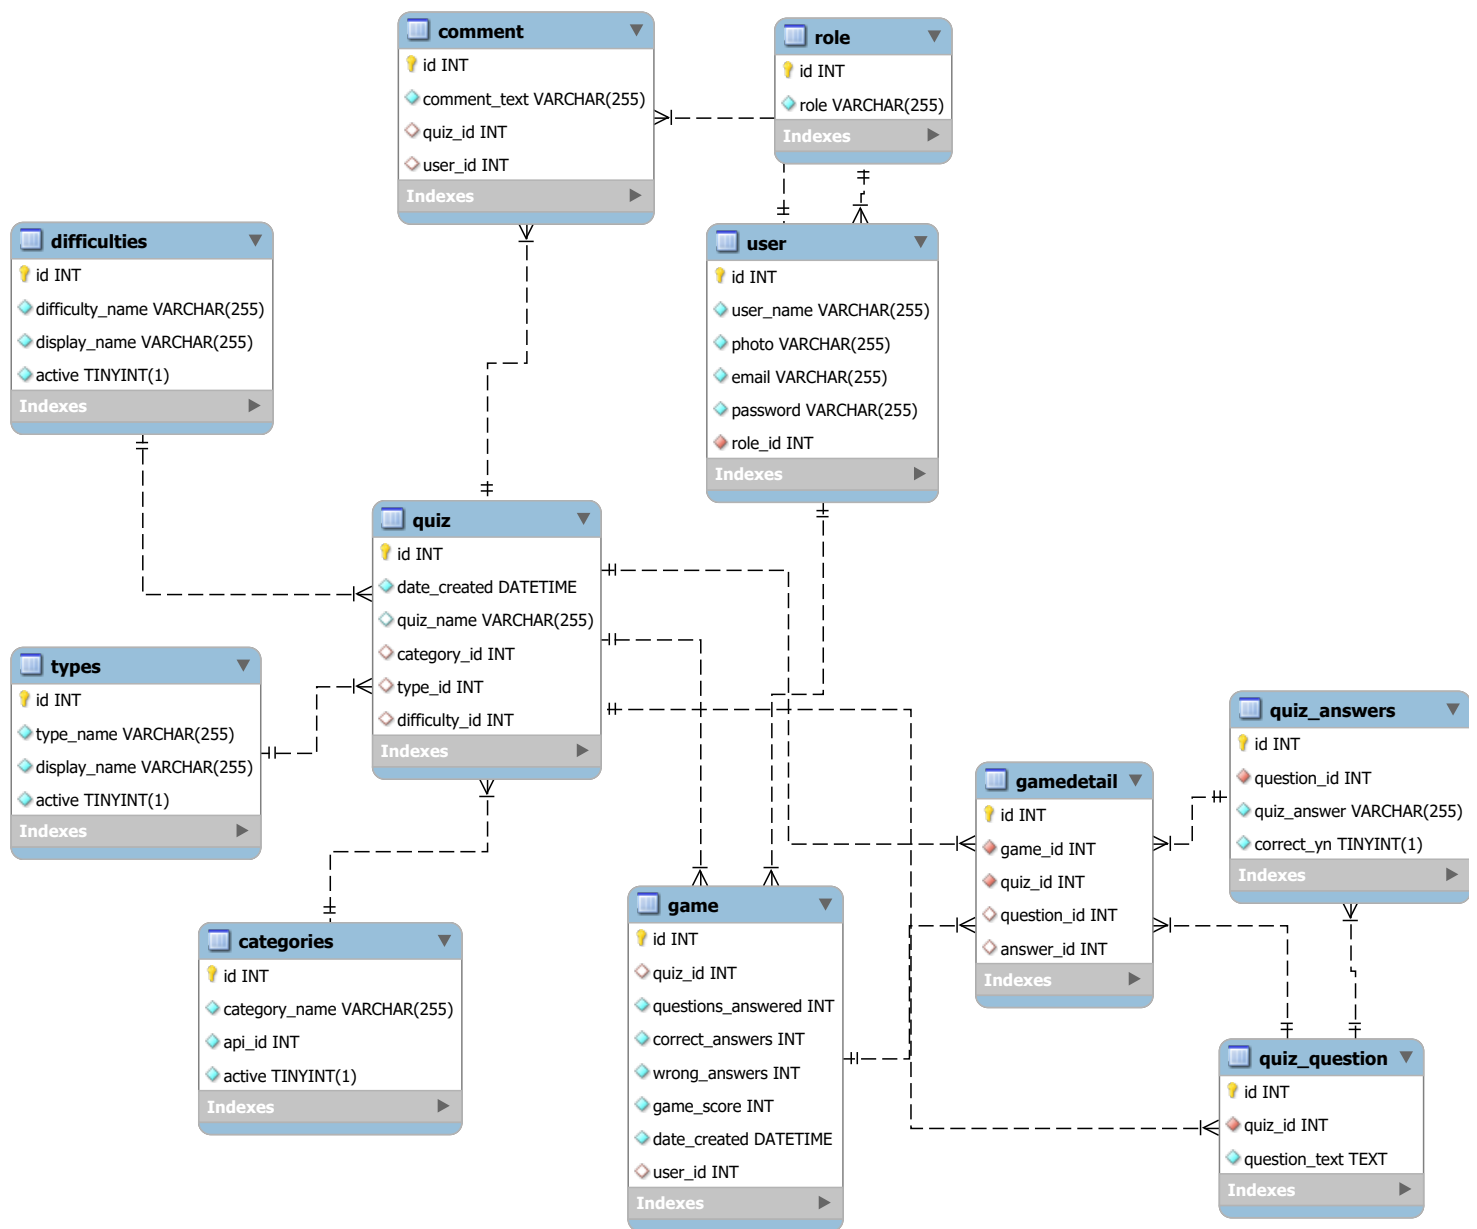 comment
id INT
comment_text VARCHAR(255)
quiz_id INT
user_id INT
Indexes
role
id INT
role VARCHAR(255)
Indexes
difficulties
id INT
difficulty_name VARCHAR(255)
display_name VARCHAR(255)
active TINYINT(1)
Indexes
user
id INT
user_name VARCHAR(255)
photo VARCHAR(255)
email VARCHAR(255)
password VARCHAR(255)
role_id INT
Indexes
quiz
id INT
date_created DATETIME
quiz_name VARCHAR(255)
category_id INT
type_id INT
difficulty_id INT
Indexes
types
id INT
type_name VARCHAR(255)
display_name VARCHAR(255)
active TINYINT(1)
Indexes
quiz_answers
id INT
question_id INT
quiz_answer VARCHAR(255)
correct_yn TINYINT(1)
Indexes
gamedetail
id INT
game_id INT
quiz_id INT
question_id INT
answer_id INT
Indexes
game
id INT
quiz_id INT
questions_answered INT
correct_answers INT
wrong_answers INT
game_score INT
date_created DATETIME
user_id INT
Indexes
categories
id INT
category_name VARCHAR(255)
api_id INT
active TINYINT(1)
Indexes
quiz_question
id INT
quiz_id INT
question_text TEXT
Indexes